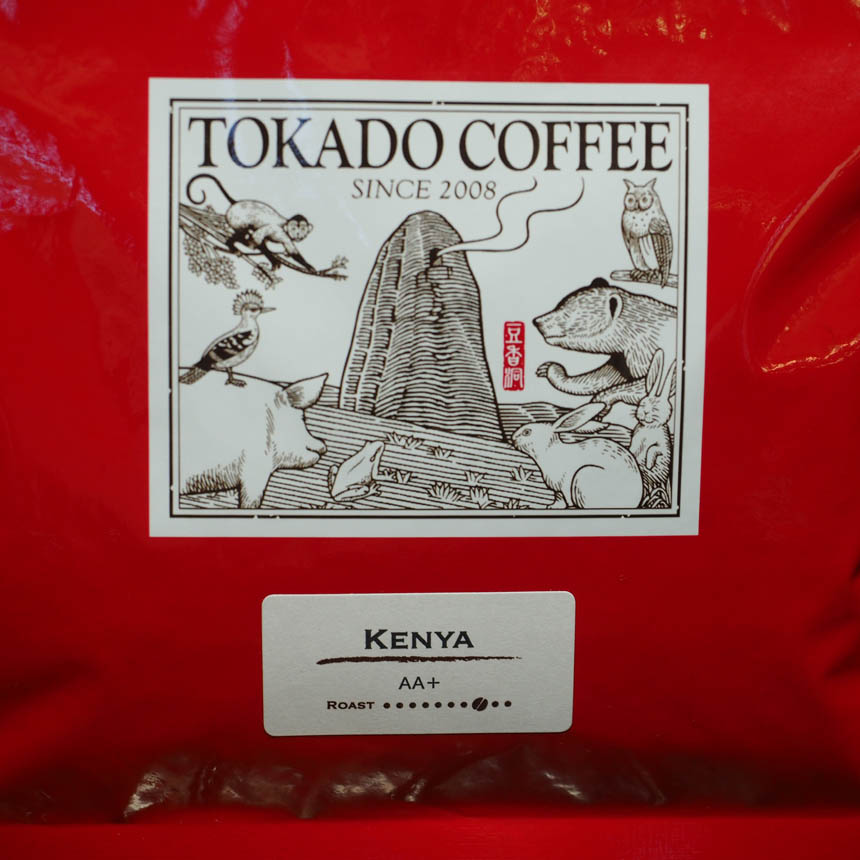 TOKADO COFFEE
SINCE 2008
豆香洞
KENYA
AA+
ROAST